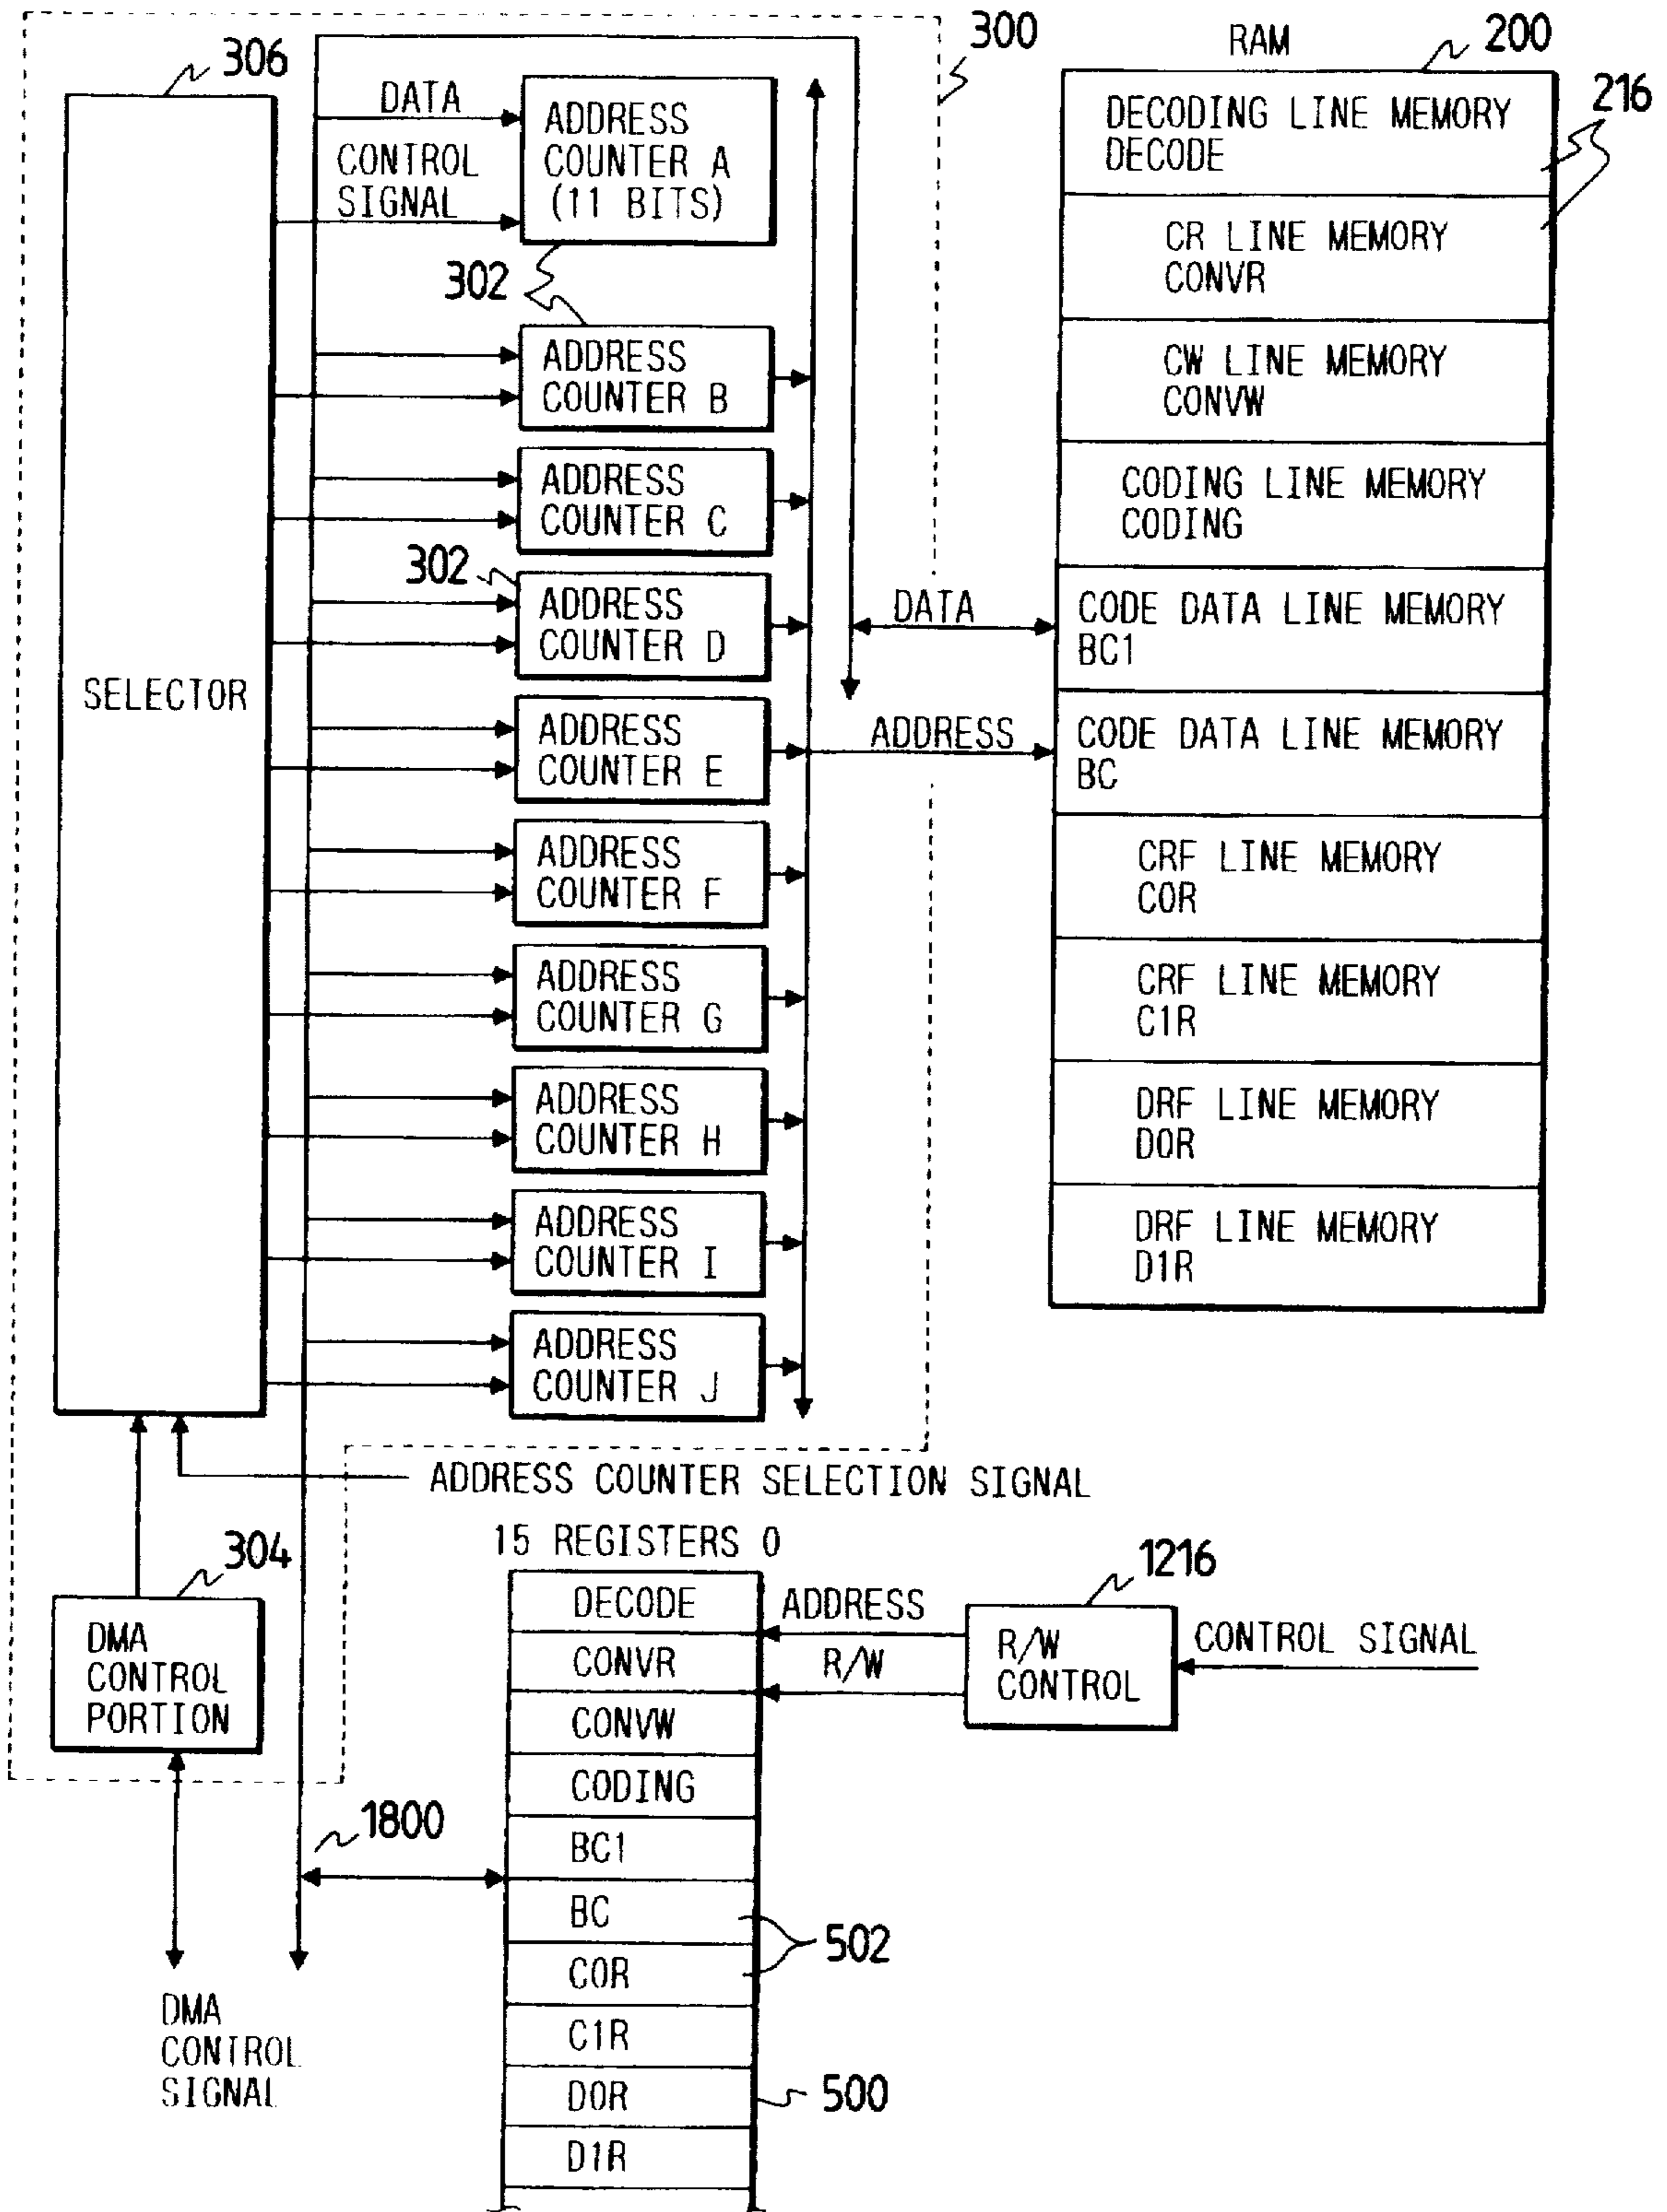 300
RAM
200
306
216
DATA
CONTROL
SIGNAL
ADDRESS
COUNTER A
(11 BITS)
302
ADDRESS
COUNTER B
ADDRESS
COUNTER C
302
ADDRESS
COUNTER D
SELECTOR
ADDRESS
COUNTER E
ADDRESS
COUNTER F
ADDRESS
COUNTER G
ADDRESS
COUNTER H
ADDRESS
COUNTER I
ADDRESS
COUNTER J
DATA
ADDRESS
DECODING LINE MEMORY
DECODE
CR LINE MEMORY
CONVR
CW LINE MEMORY
CONVW
CODING LINE MEMORY
CODING
CODE DATA LINE MEMORY
BC1
CODE DATA LINE MEMORY
BC
CRF LINE MEMORY
C0R
CRF LINE MEMORY
C1R
DRF LINE MEMORY
D0R
DRF LINE MEMORY
D1R
ADDRESS COUNTER SELECTION SIGNAL
304
DMA
CONTROL
PORTION
15 REGISTERS 0
1216
DECODE
CONVR
CONVW
CODING
BC1
BC
C0R
C1R
D0R
D1R
ADDRESS
R/W
R/W
CONTROL
CONTROL SIGNAL
1800
502
500
DMA
CONTROL
SIGNAL